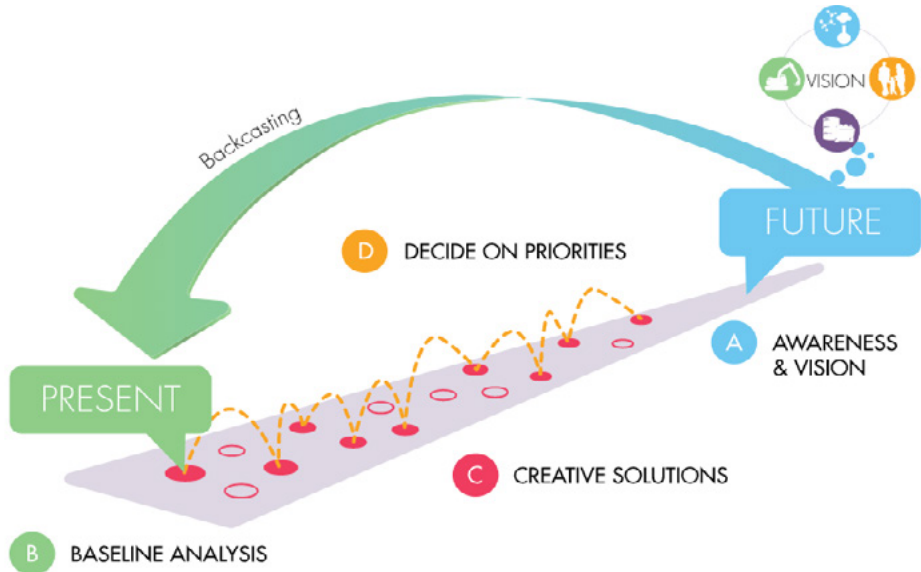 VISION
Backcasting
FUTURE
D DECIDE ON PRIORITIES
A AWARENESS
& VISION
PRESENT
C CREATIVE SOLUTIONS
B BASELINE ANALYSIS